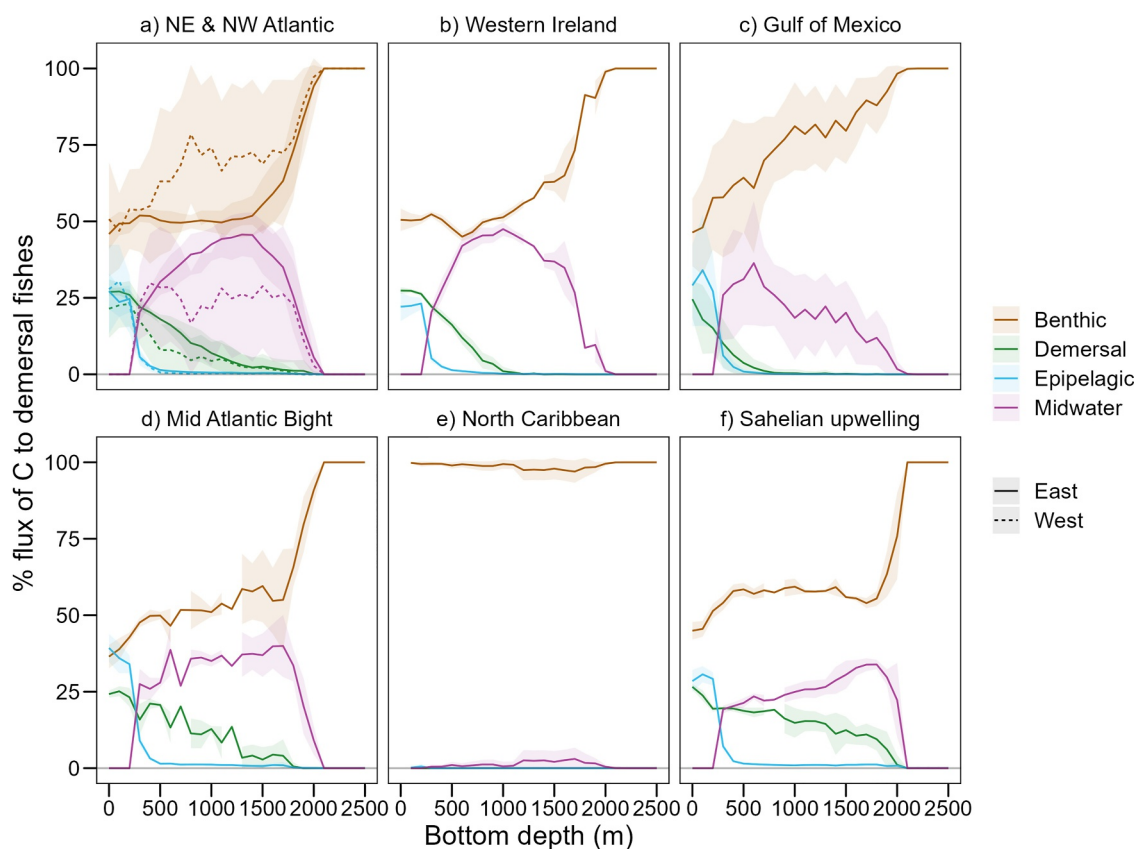 a) NE & NW Atlantic
b) Western Ireland
c) Gulf of Mexico
100
75
50
25
0
d) Mid Atlantic Bight
e) North Caribbean
f) Sahelian upwelling
100
75
50
25
0
0 500 1000 1500 2000 2500
0 500 1000 1500 2000 2500
0 500 1000 1500 2000 2500
% flux of C to demersal fishes
Bottom depth (m)
Benthic
Demersal
Epipelagic
Midwater
East
West